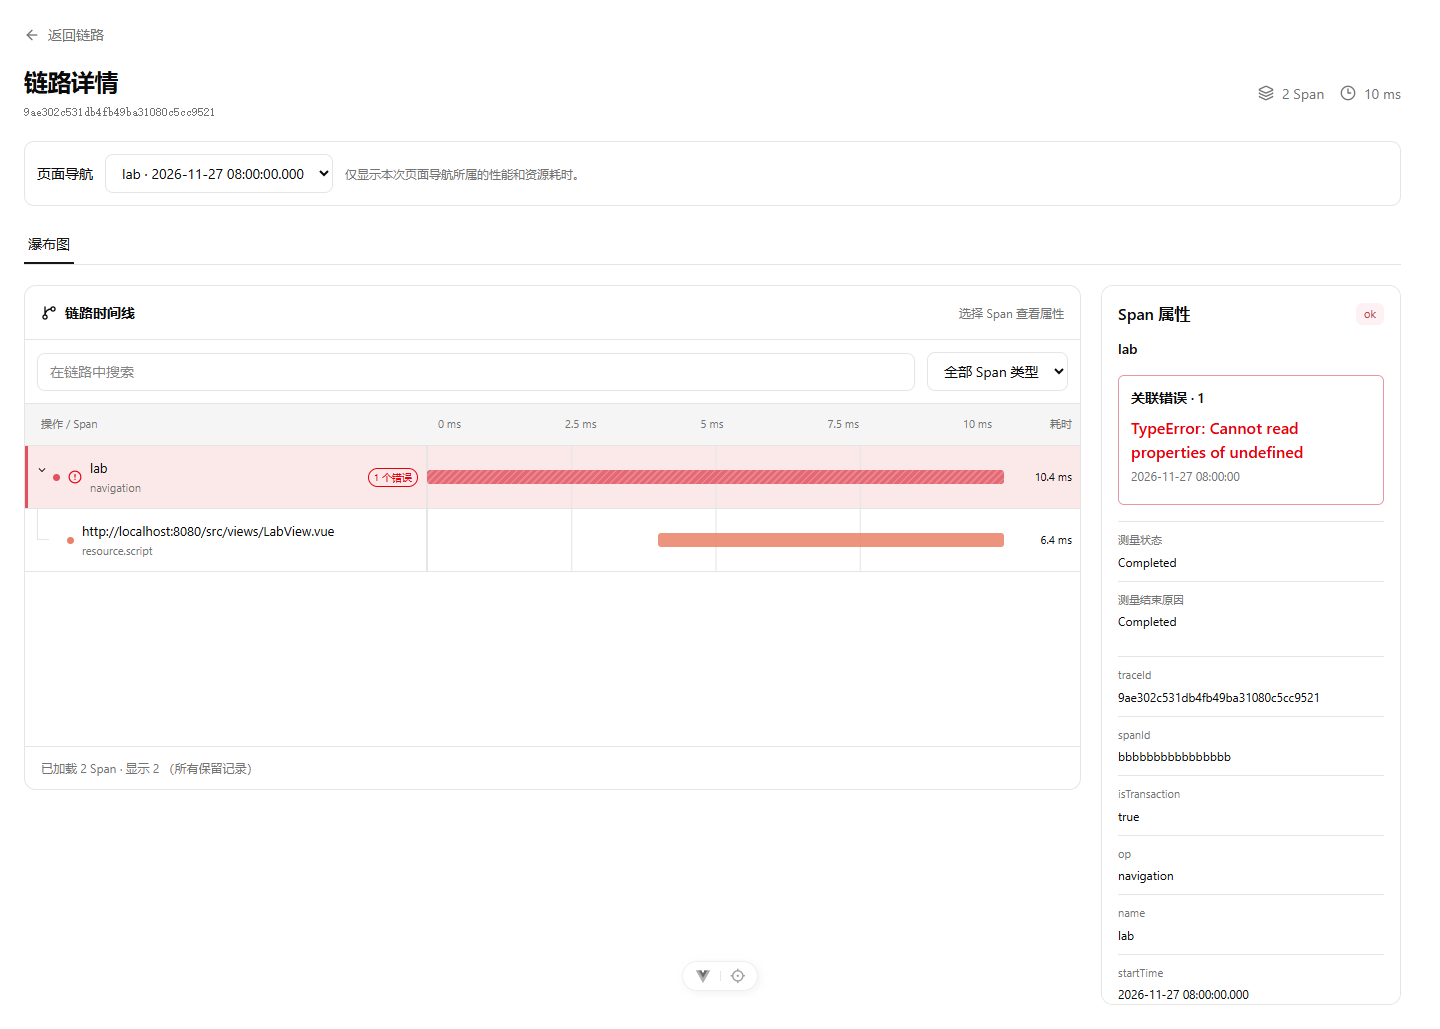 返回链路
链路详情
9ae302c531db4fb49ba31080c5cc9521
2 Span
10 ms
页面导航
lab · 2026-11-27 08:00:00.000
仅显示本次页面导航所属的性能和资源耗时。
瀑布图
链路时间线
选择 Span 查看属性
在链路中搜索
全部 Span 类型
操作 / Span
0 ms
2.5 ms
5 ms
7.5 ms
10 ms
耗时
lab
navigation
1 个错误
10.4 ms
http://localhost:8080/src/views/LabView.vue
resource.script
6.4 ms
已加载 2 Span · 显示 2 （所有保留记录）
Span 属性
ok
lab
关联错误 · 1
TypeError: Cannot read
properties of undefined
2026-11-27 08:00:00
测量状态
Completed
测量结束原因
Completed
traceId
9ae302c531db4fb49ba31080c5cc9521
spanId
bbbbbbbbbbbbbbbb
isTransaction
true
op
navigation
name
lab
startTime
2026-11-27 08:00:00.000